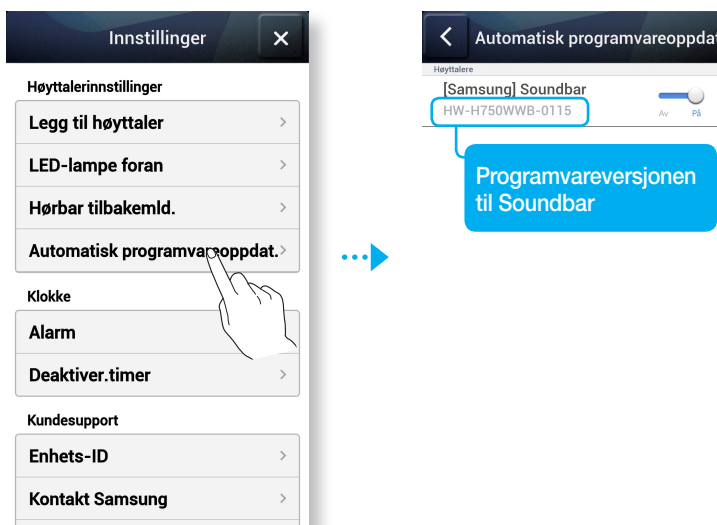 Innstillinger
Høyttalerinnstillinger
Legg til høyttaler
LED-lampe foran
Hørbar tilbakemld.
Automatisk programvareoppdat.
Klokke
Alarm
Deaktiver.timer
Kundesupport
Enhets-ID
Kontakt Samsung
Automatisk programvareoppdat
Høyttalere
[Samsung] Soundbar
HW-H750WWB-0115
Av På
Programvareversjonen
til Soundbar